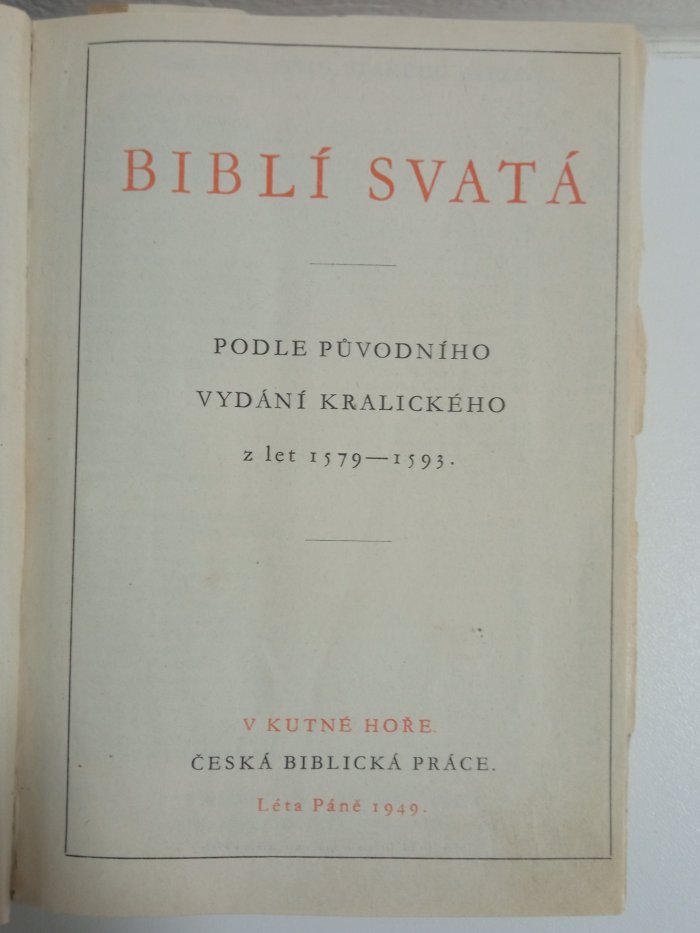 BIBLÍ SVATÁ
PODLE PŮVODNÍHO
VYDÁNÍ KRALICKÉHO
z let 1579—1593.
V KUTNÉ HOŘE.
ČESKÁ BIBLICKÁ PRÁCE.
Léta Páně 1949.